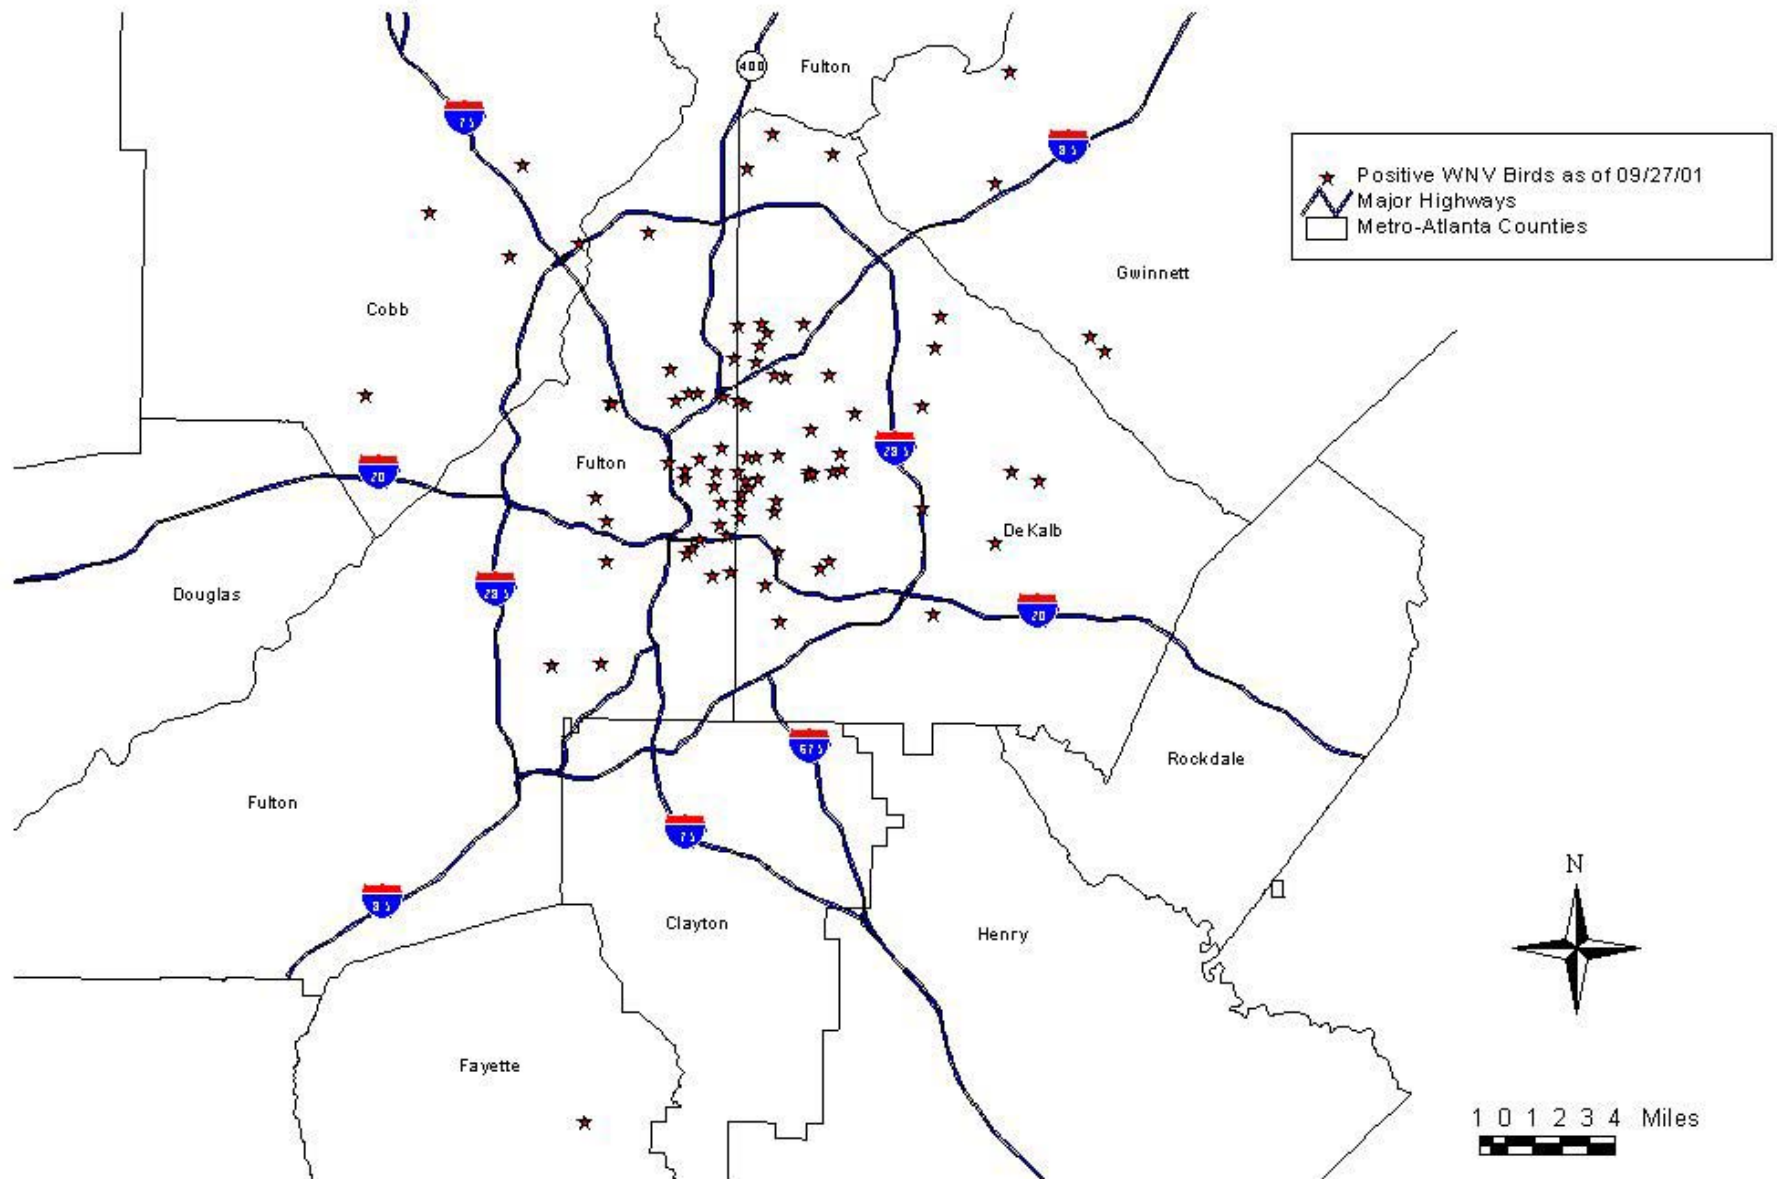 400
Fulton
75
85
Positive WNV Birds as of 09/27/01
Major Highways
Metro-Atlanta Counties
Gwinnett
Cobb
285
Fulton
20
DeKalb
285
Douglas
20
675
Rockdale
Fulton
75
N
85
Clayton
Henry
Fayette
1 0 1 2 3 4 Miles